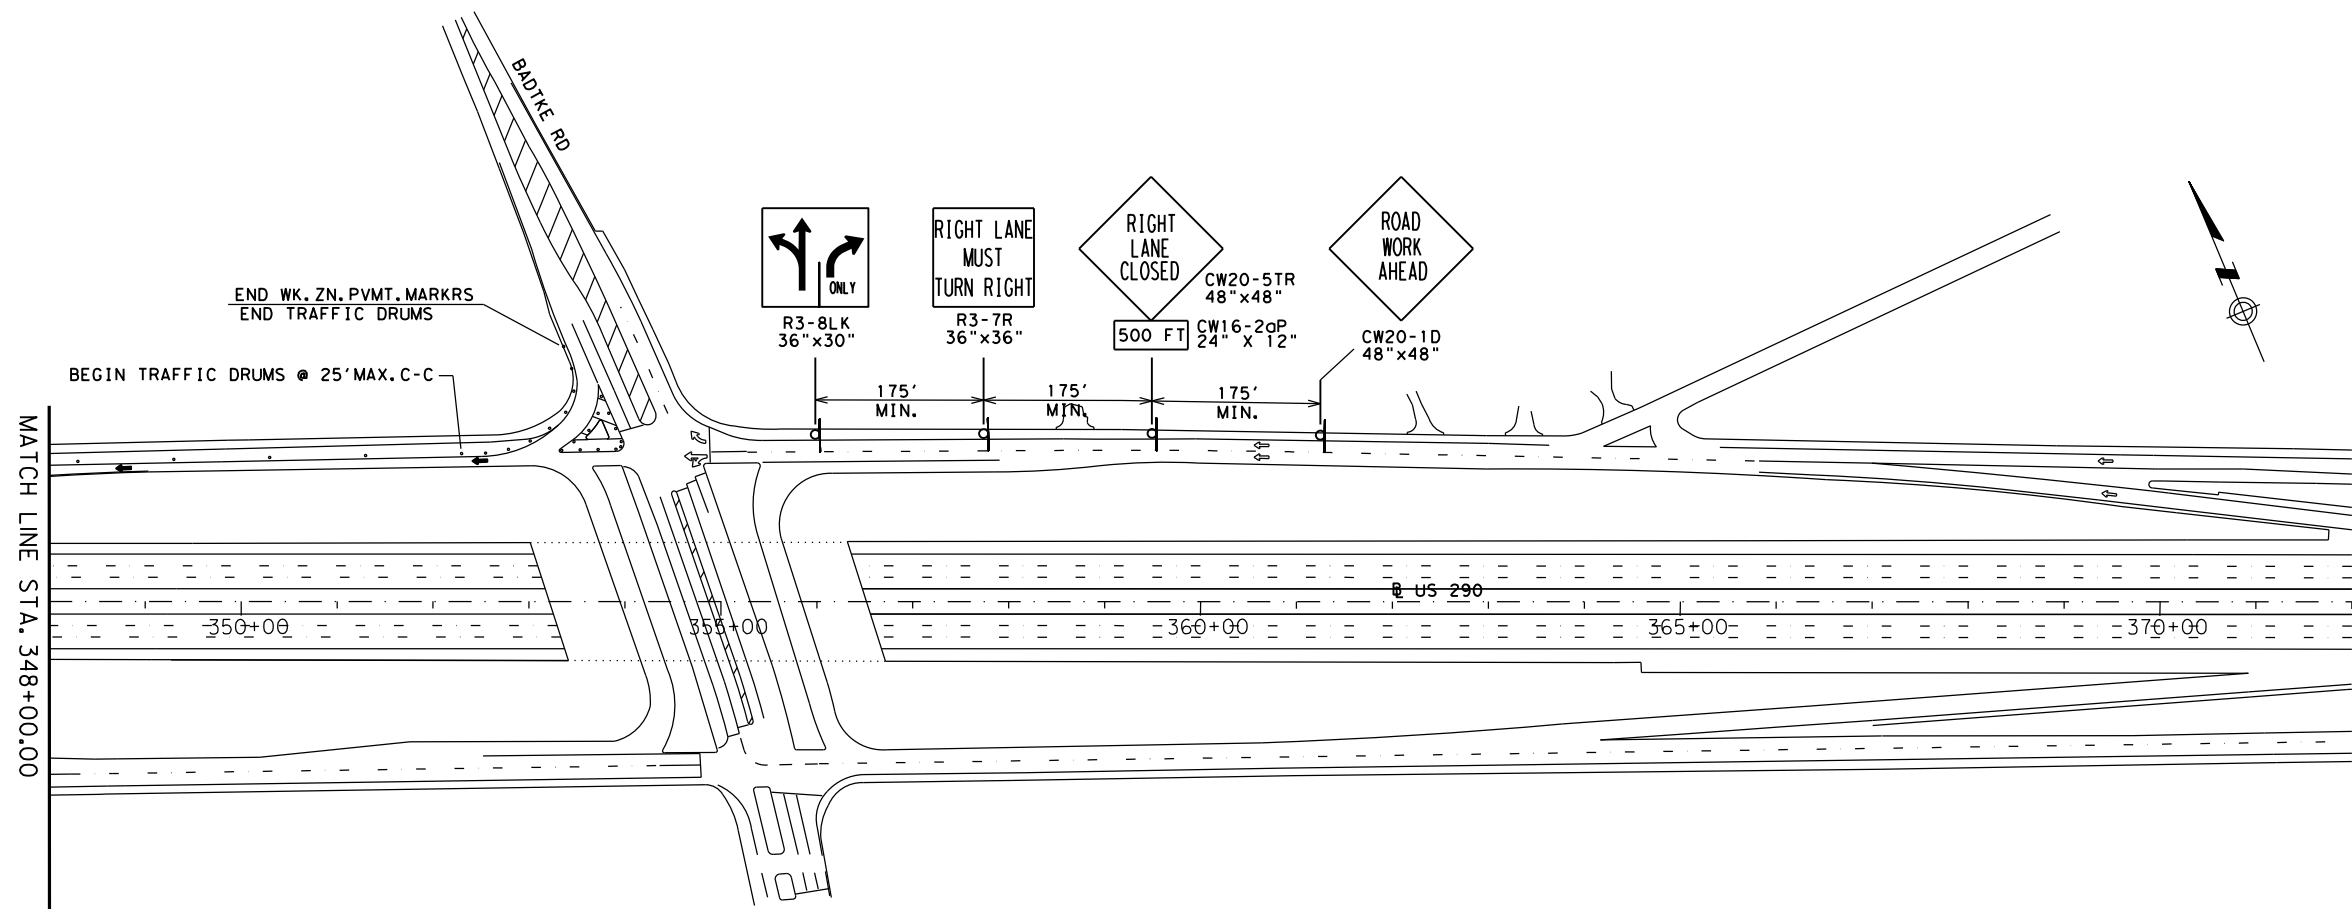 BADTKE RD
END WK. ZN. PVMT. MARKRS
END TRAFFIC DRUMS
BEGIN TRAFFIC DRUMS @ 25' MAX. C-C
ONLY
R3-8LK
36"x30"
RIGHT LANE
MUST
TURN RIGHT
R3-7R
36"x36"
RIGHT
LANE
CLOSED
CW20-5TR
48"x48"
500 FT
CW16-2aP
24" X 12"
ROAD
WORK
AHEAD
CW20-1D
48"x48"
175'
MIN.
175'
MIN.
175'
MIN.
N
MATCH LINE STA. 348+00.00
BL US 290
350+00
355+00
360+00
365+00
370+00